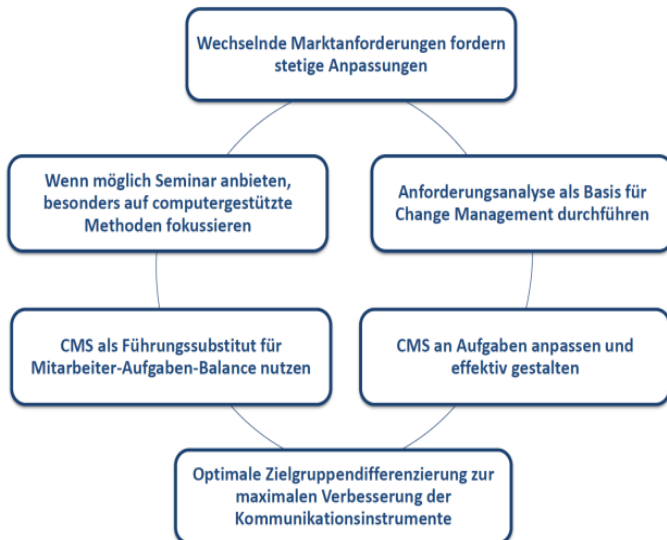 Wechselnde Marktanforderungen fordern
stetige Anpassungen
Wenn möglich Seminar anbieten,
besonders auf computergestützte
Methoden fokussieren
Anforderungsanalyse als Basis für
Change Management durchführen
CMS als Führungssubstitut für
Mitarbeiter-Aufgaben-Balance nutzen
CMS an Aufgaben anpassen und
effektiv gestalten
Optimale Zielgruppendifferenzierung zur
maximalen Verbesserung der
Kommunikationsinstrumente